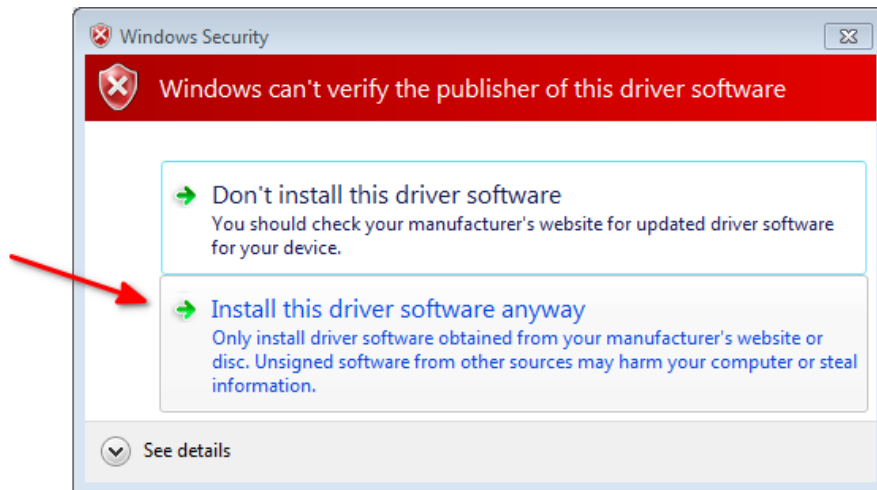 Windows Security
Windows can't verify the publisher of this driver software
Don't install this driver software
You should check your manufacturer's website for updated driver software
for your device.
Install this driver software anyway
Only install driver software obtained from your manufacturer's website or
disc. Unsigned software from other sources may harm your computer or steal
information.
See details